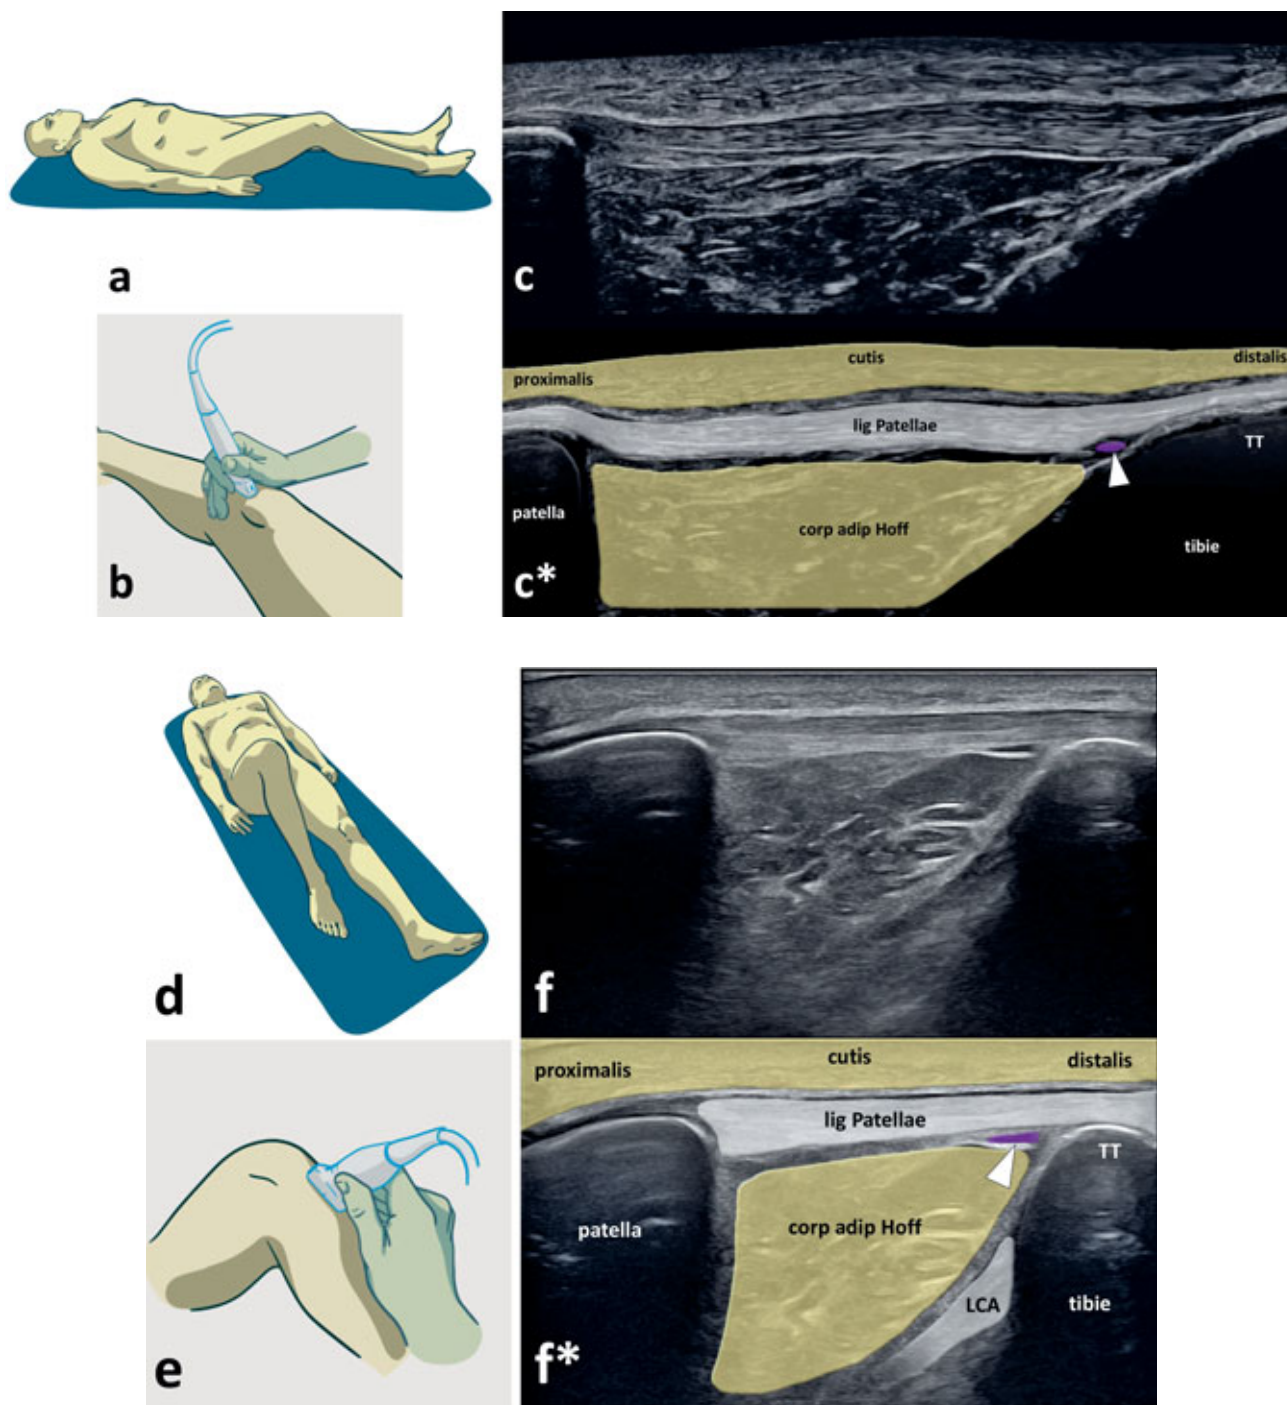 a
b
c
cutis
proximalis
distalis
lig Patellae
TT
patella
corp adip Hoff
tibie
c*
d
e
f
cutis
proximalis
distalis
lig Patellae
TT
patella
corp adip Hoff
LCA
tibie
f*